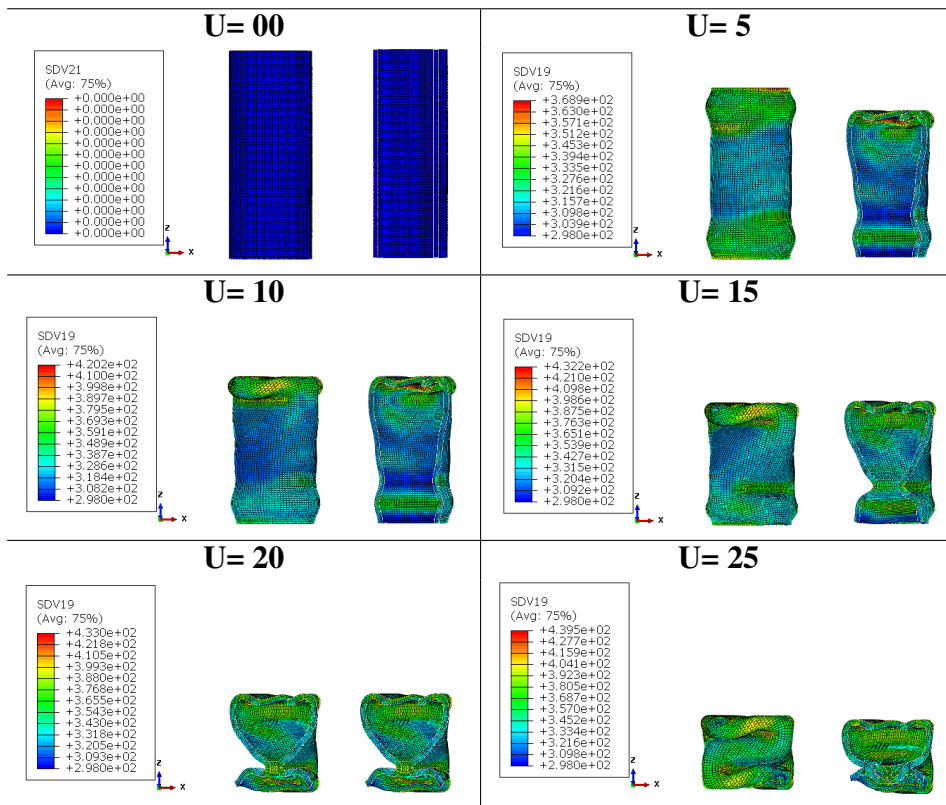 U= 00
SDV21
(Avg: 75%)
+0.000e+00
+0.000e+00
+0.000e+00
+0.000e+00
+0.000e+00
+0.000e+00
+0.000e+00
+0.000e+00
+0.000e+00
+0.000e+00
+0.000e+00
+0.000e+00
+0.000e+00
z
x
U= 5
SDV19
(Avg: 75%)
+3.689e+02
+3.630e+02
+3.571e+02
+3.512e+02
+3.453e+02
+3.394e+02
+3.335e+02
+3.276e+02
+3.216e+02
+3.157e+02
+3.098e+02
+3.039e+02
+2.980e+02
z
x
U= 10
SDV19
(Avg: 75%)
+4.202e+02
+4.100e+02
+3.998e+02
+3.897e+02
+3.795e+02
+3.693e+02
+3.591e+02
+3.489e+02
+3.387e+02
+3.286e+02
+3.184e+02
+3.082e+02
+2.980e+02
z
x
U= 15
SDV19
(Avg: 75%)
+4.322e+02
+4.210e+02
+4.098e+02
+3.986e+02
+3.875e+02
+3.763e+02
+3.651e+02
+3.539e+02
+3.427e+02
+3.315e+02
+3.204e+02
+3.092e+02
+2.980e+02
z
x
U= 20
SDV19
(Avg: 75%)
+4.330e+02
+4.218e+02
+4.105e+02
+3.993e+02
+3.880e+02
+3.768e+02
+3.655e+02
+3.543e+02
+3.430e+02
+3.318e+02
+3.205e+02
+3.093e+02
+2.980e+02
z
x
U= 25
SDV19
(Avg: 75%)
+4.395e+02
+4.277e+02
+4.159e+02
+4.041e+02
+3.923e+02
+3.805e+02
+3.687e+02
+3.570e+02
+3.452e+02
+3.334e+02
+3.216e+02
+3.098e+02
+2.980e+02
z
x